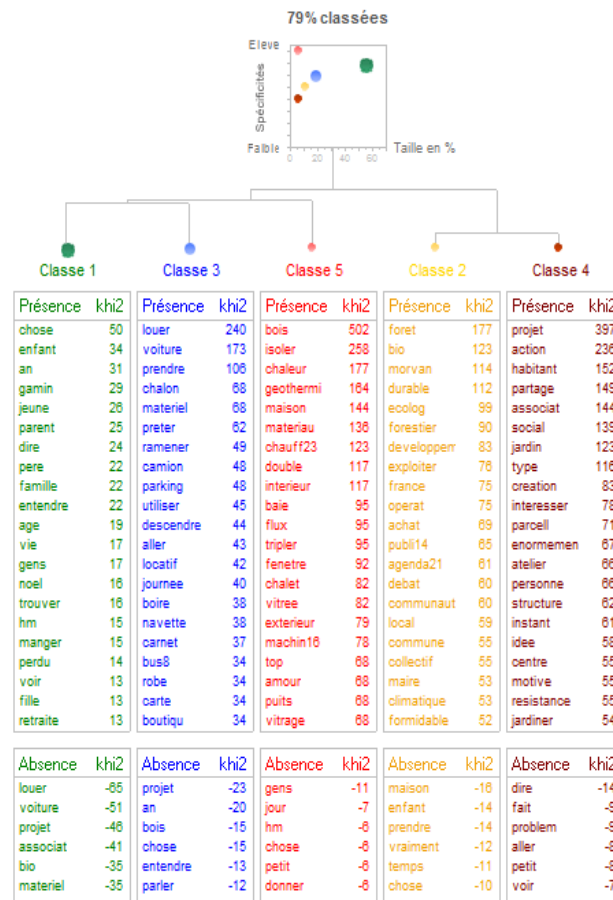 79% classées
Eleve
Spécificités
Faible
0 20 40 60
Taille en %
Classe 1 Classe 3 Classe 5 Classe 2 Classe 4
Présence khi2 Présence khi2 Présence khi2 Présence khi2 Présence khi2
chose 50 louer 240 bois 502 foret 177 projet 397
enfant 34 voiture 173 isoler 258 bio 123 action 236
an 31 prendre 106 chaleur 177 morvan 114 habitant 152
gamin 29 chalon 68 geothermi 164 durable 112 partage 149
jeune 26 materiel 68 maison 144 ecolog 99 associat 144
parent 25 preter 62 materiau 136 forestier 90 social 139
dire 24 ramener 49 chauff23 123 developpen 83 jardin 123
pere 22 camion 48 double 117 exploiter 76 type 116
famille 22 parking 48 interieur 117 france 75 creation 83
entendre 22 utiliser 45 baie 95 operat 75 interesser 78
age 19 descendre 44 flux 95 achat 69 parcell 71
vie 17 aller 43 tripler 95 publi14 65 enormemen 67
gens 17 locatif 42 fenetre 92 agenda21 61 atelier 66
noel 16 journee 40 chalet 82 debat 60 personne 66
trouver 16 boire 38 vitree 82 communaut 60 structure 62
hm 15 navette 38 exterieur 79 local 59 instant 61
manger 15 carnet 37 machin16 78 commune 55 idee 58
perdu 14 bus8 34 top 68 collectif 55 centre 55
voir 13 robe 34 amour 68 maire 53 motive 55
fille 13 carte 34 puits 68 climatique 53 resistance 55
retraite 13 boutiqu 34 vitrage 68 formidable 52 jardiner 54
Absence khi2 Absence khi2 Absence khi2 Absence khi2 Absence khi2
louer -65 projet -23 gens -11 maison -16 dire -14
voiture -51 an -20 jour -7 enfant -14 fait -9
projet -46 bois -15 hm -6 prendre -14 problem -9
associat -41 chose -15 chose -6 vraiment -12 aller -8
bio -35 entendre -13 petit -6 temps -11 petit -8
materiel -35 parler -12 donner -6 chose -10 voir -7